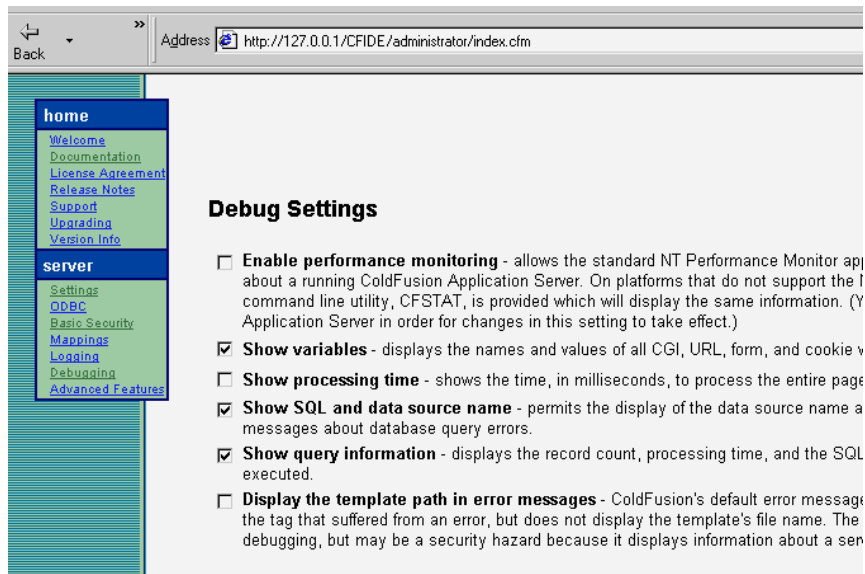 »
Back
Address http://127.0.0.1/CFIDE/administrator/index.cfm
home
Welcome
Documentation
License Agreement
Release Notes
Support
Upgrading
Version Info
server
Settings
ODBC
Basic Security
Mappings
Logging
Debugging
Advanced Features
Debug Settings
Enable performance monitoring - allows the standard NT Performance Monitor
about a running ColdFusion Application Server. On platforms that do not support the
command line utility, CFSTAT, is provided which will display the same information. (
Application Server in order for changes in this setting to take effect.)
Show variables - displays the names and values of all CGI, URL, form, and cookie
Show processing time - shows the time, in milliseconds, to process the entire page
Show SQL and data source name - permits the display of the data source name a
messages about database query errors.
Show query information - displays the record count, processing time, and the SQL
executed.
Display the template path in error messages - ColdFusion's default error message
the tag that suffered from an error, but does not display the template's file name. The
debugging, but may be a security hazard because it displays information about a